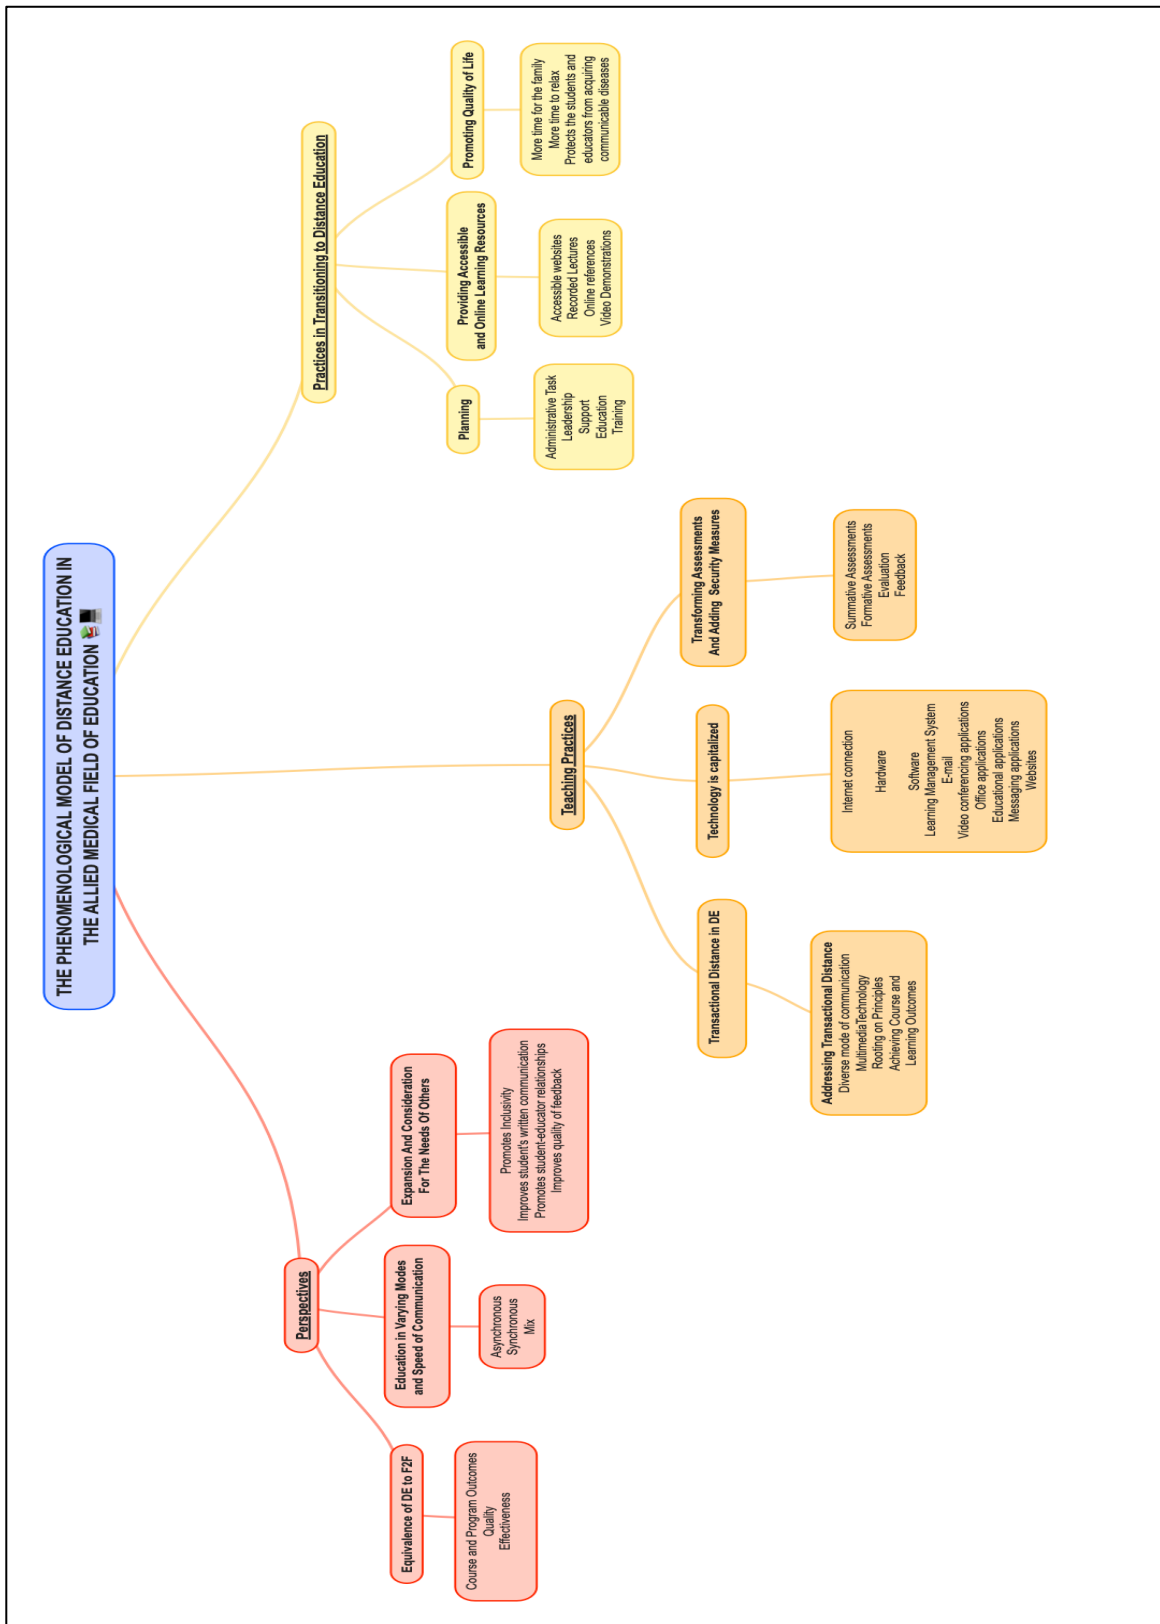 THE PHENOMENOLOGICAL MODEL OF DISTANCE EDUCATION IN
THE ALLIED MEDICAL FIELD OF EDUCATION
Perspectives
Equivalence of DE to F2F
Course and Program Outcomes
Quality
Effectiveness
Education in Varying Modes
and Speed of Communication
Asynchronous
Synchronous
Mix
Expansion And Consideration
For The Needs Of Others
Promotes Inclusivity
Improves student's written communication
Promotes student-educator relationships
Improves quality of feedback
Teaching Practices
Transactional Distance in DE
Addressing Transactional Distance
Diverse mode of communication
MultimediaTechnology
Rooting on Principles
Achieving Course and
Learning Outcomes
Technology is capitalized
Internet connection
Hardware
Software
Learning Management System
E-mail
Video conferencing applications
Office applications
Educational applications
Messaging applications
Websites
Transforming Assessments
And Adding Security Measures
Summative Assessments
Formative Assessments
Evaluation
Feedback
Practices in Transitioning to Distance Education
Planning
Administrative Task
Leadership
Support
Education
Training
Providing Accessible
and Online Learning Resources
Accessible websites
Recorded Lectures
Online references
Video Demonstrations
Promoting Quality of Life
More time for the family
More time to relax
Protects the students and
educators from acquiring
communicable diseases